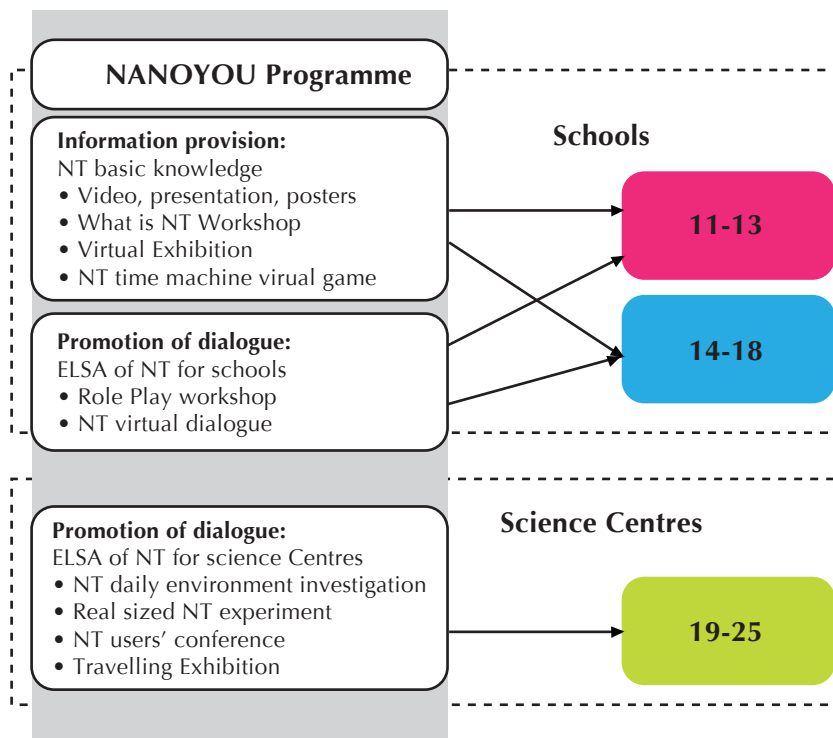 NANOYOU Programme
Information provision:
NT basic knowledge
• Video, presentation, posters
• What is NT Workshop
• Virtual Exhibition
• NT time machine virual game
Promotion of dialogue:
ELSA of NT for schools
• Role Play workshop
• NT virtual dialogue
Schools
11-13
14-18
Promotion of dialogue:
ELSA of NT for science Centres
• NT daily environment investigation
• Real sized NT experiment
• NT users’ conference
• Travelling Exhibition
Science Centres
19-25